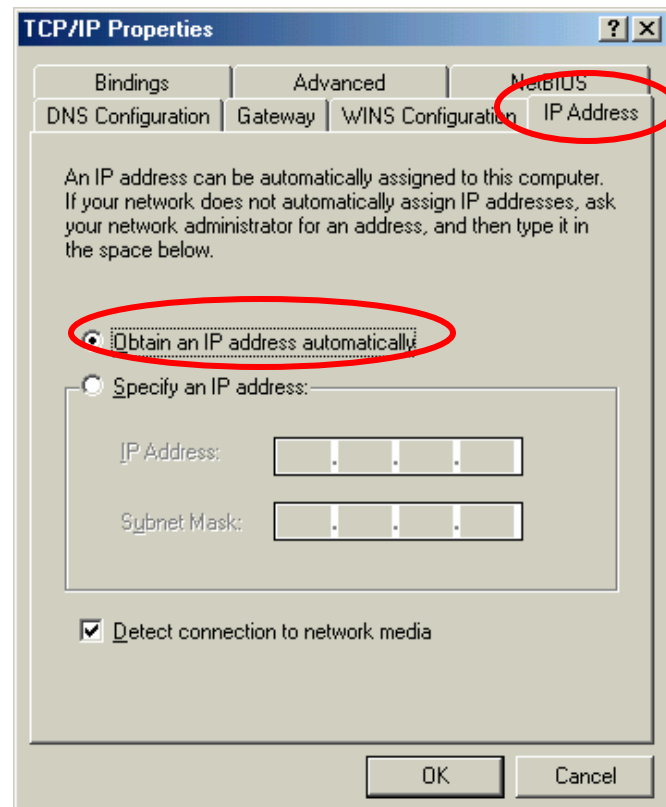 TCP/IP Properties
Bindings Advanced NetBIOS
DNS Configuration Gateway WINS Configuration IP Address
An IP address can be automatically assigned to this computer.
If your network does not automatically assign IP addresses, ask
your network administrator for an address, and then type it in
the space below.
Obtain an IP address automatically
Specify an IP address:
IP Address:
Subnet Mask:
Detect connection to network media
OK Cancel